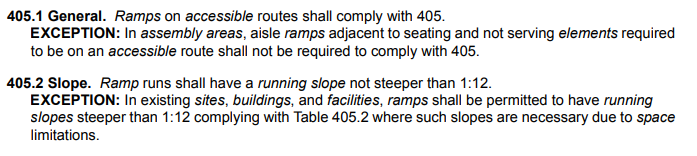 405.1 General. Ramps on accessible routes shall comply with 405.
EXCEPTION: In assembly areas, aisle ramps adjacent to seating and not serving elements required
to be on an accessible route shall not be required to comply with 405.
405.2 Slope. Ramp runs shall have a running slope not steeper than 1:12.
EXCEPTION: In existing sites, buildings, and facilities, ramps shall be permitted to have running
slopes steeper than 1:12 complying with Table 405.2 where such slopes are necessary due to space
limitations.